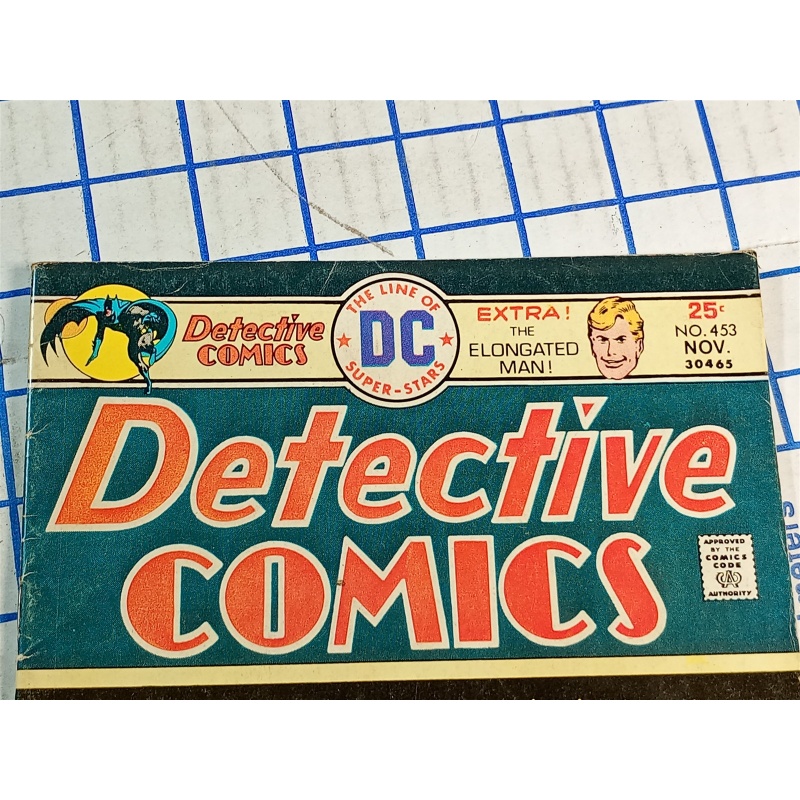 Detective
COMICS
THE LINE OF
DC
SUPER-STARS
EXTRA!
THE
ELONGATED
MAN!
25¢
NO. 453
NOV.
30465
Detective
COMICS
APPROVED
BY THE
COMICS
CODE
CA
AUTHORITY